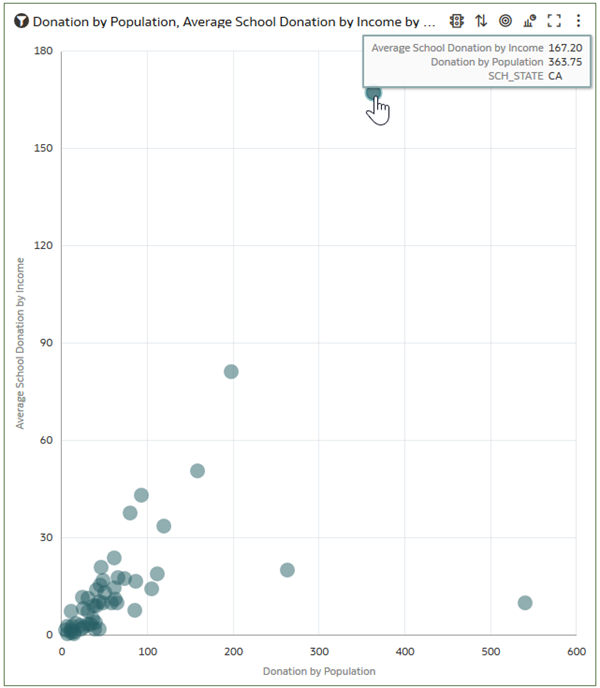 Donation by Population, Average School Donation by Income by ...
Average School Donation by Income 167.20
Donation by Population 363.75
SCH_STATE CA
180
150
120
90
60
30
0
Average School Donation by Income
0 100 200 300 400 500 600
Donation by Population